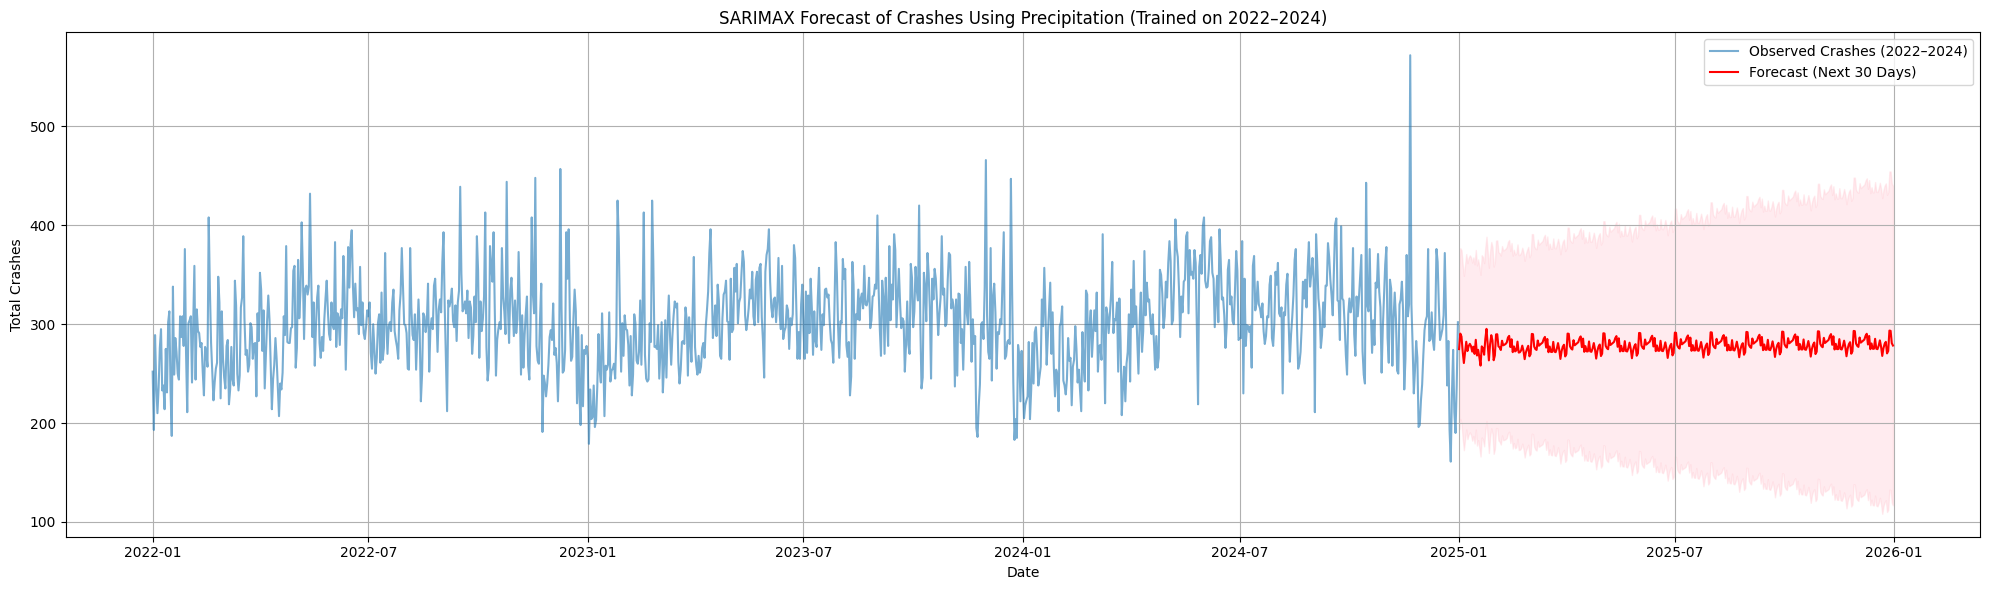 SARIMAX Forecast of Crashes Using Precipitation (Trained on 2022–2024)
Observed Crashes (2022–2024)
Forecast (Next 30 Days)
Total Crashes
500
400
300
200
100
2022-01
2022-07
2023-01
2023-07
2024-01
2024-07
2025-01
2025-07
2026-01
Date